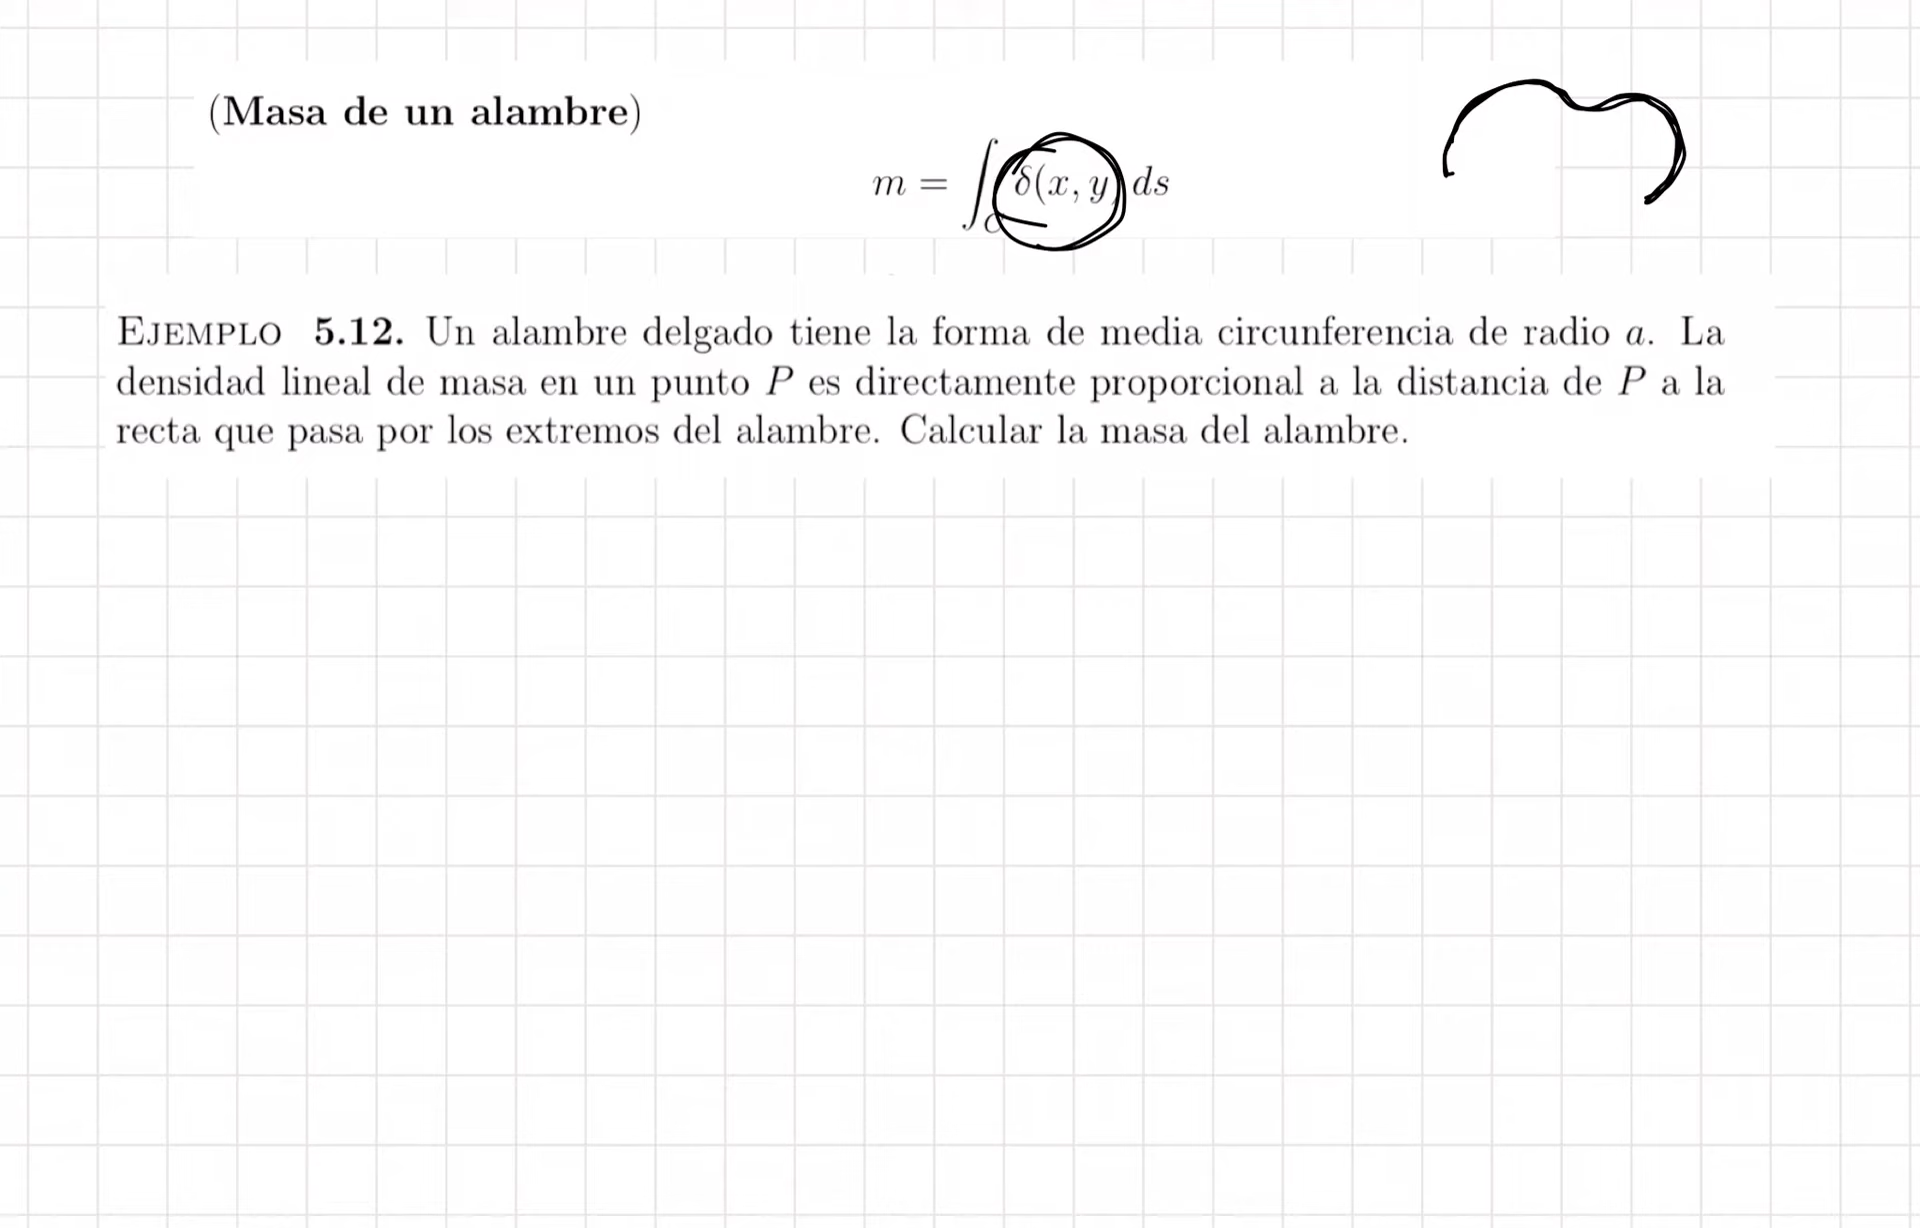 (Masa de un alambre)
m = ∫_C δ(x, y) ds
EJEMPLO 5.12. Un alambre delgado tiene la forma de media circunferencia de radio a. La
densidad lineal de masa en un punto P es directamente proporcional a la distancia de P a la
recta que pasa por los extremos del alambre. Calcular la masa del alambre.